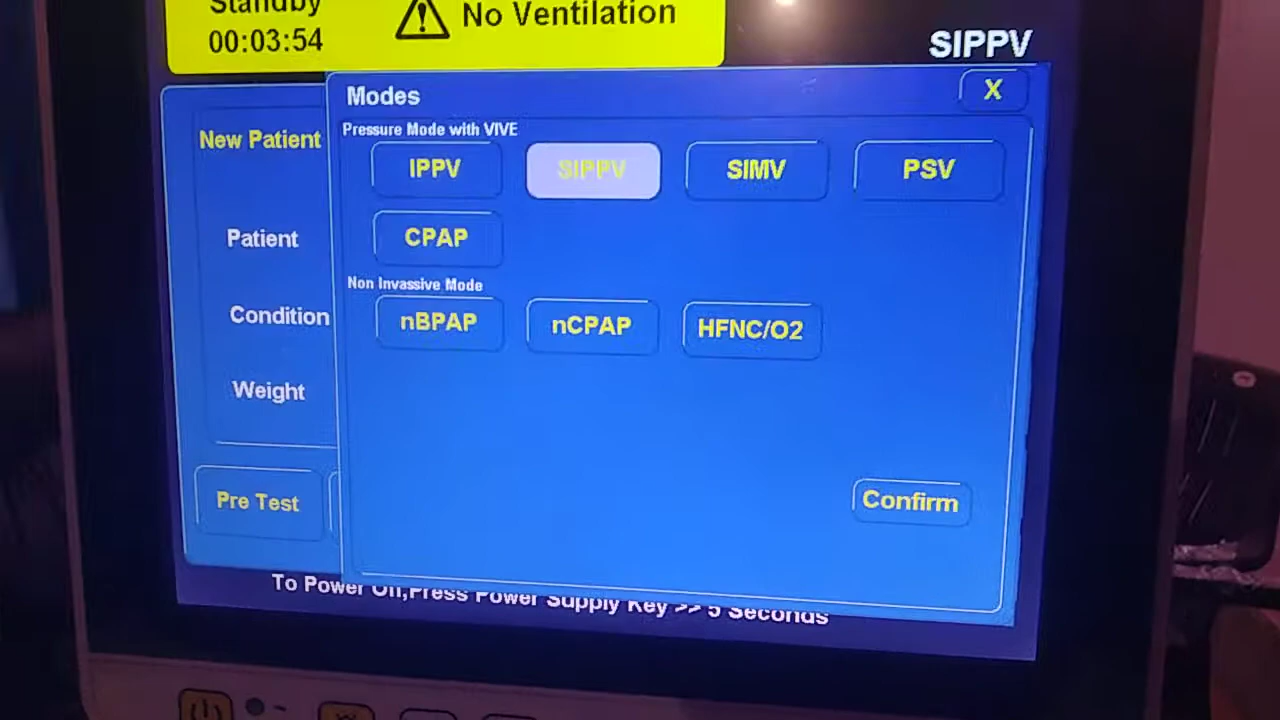 Standby
00:03:54
No Ventilation
SIPPV
Modes
X
Pressure Mode with VIVE
New Patient
IPPV
SIPPV
SIMV
PSV
Patient
CPAP
Non Invassive Mode
Condition
nBPAP
nCPAP
HFNC/O2
Weight
Pre Test
Confirm
To Power Off,Press Power Supply Key >> 5 Seconds